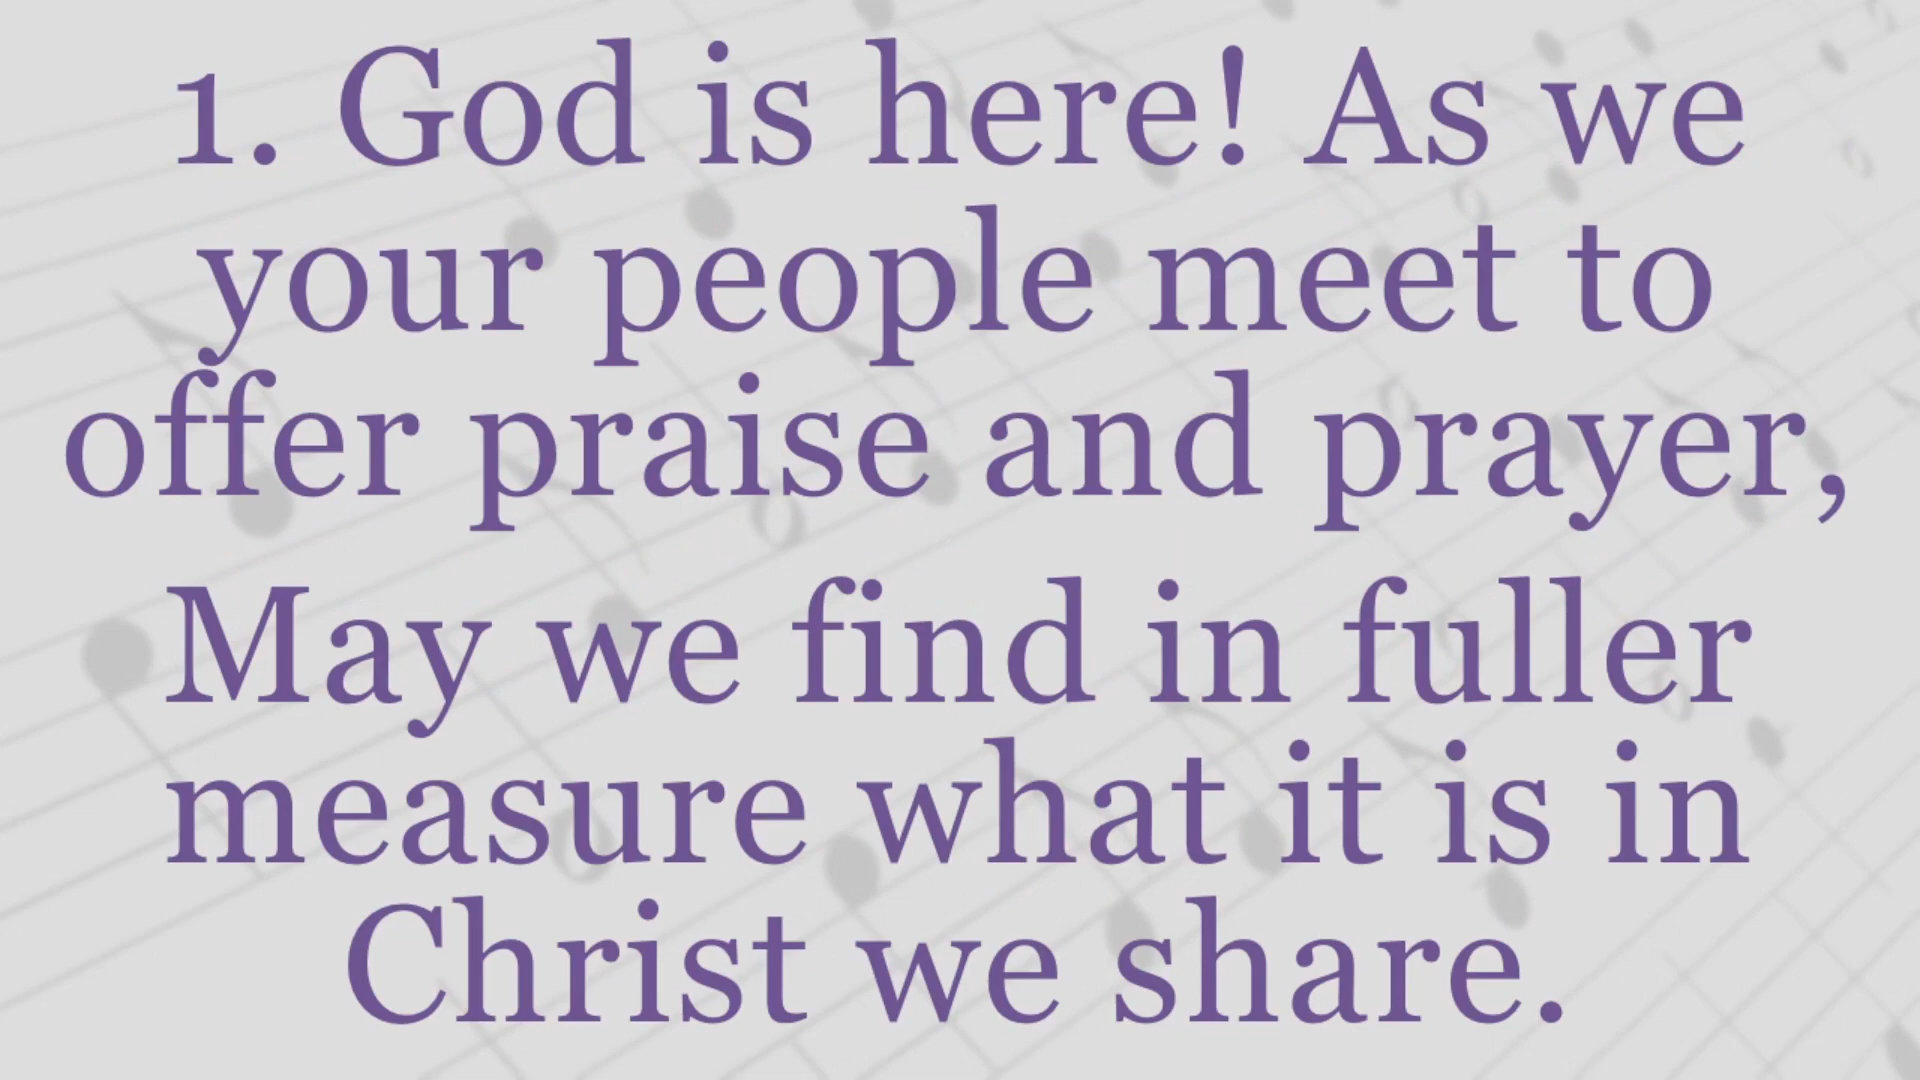 1. God is here! As we
your people meet to
offer praise and prayer,
May we find in fuller
measure what it is in
Christ we share.